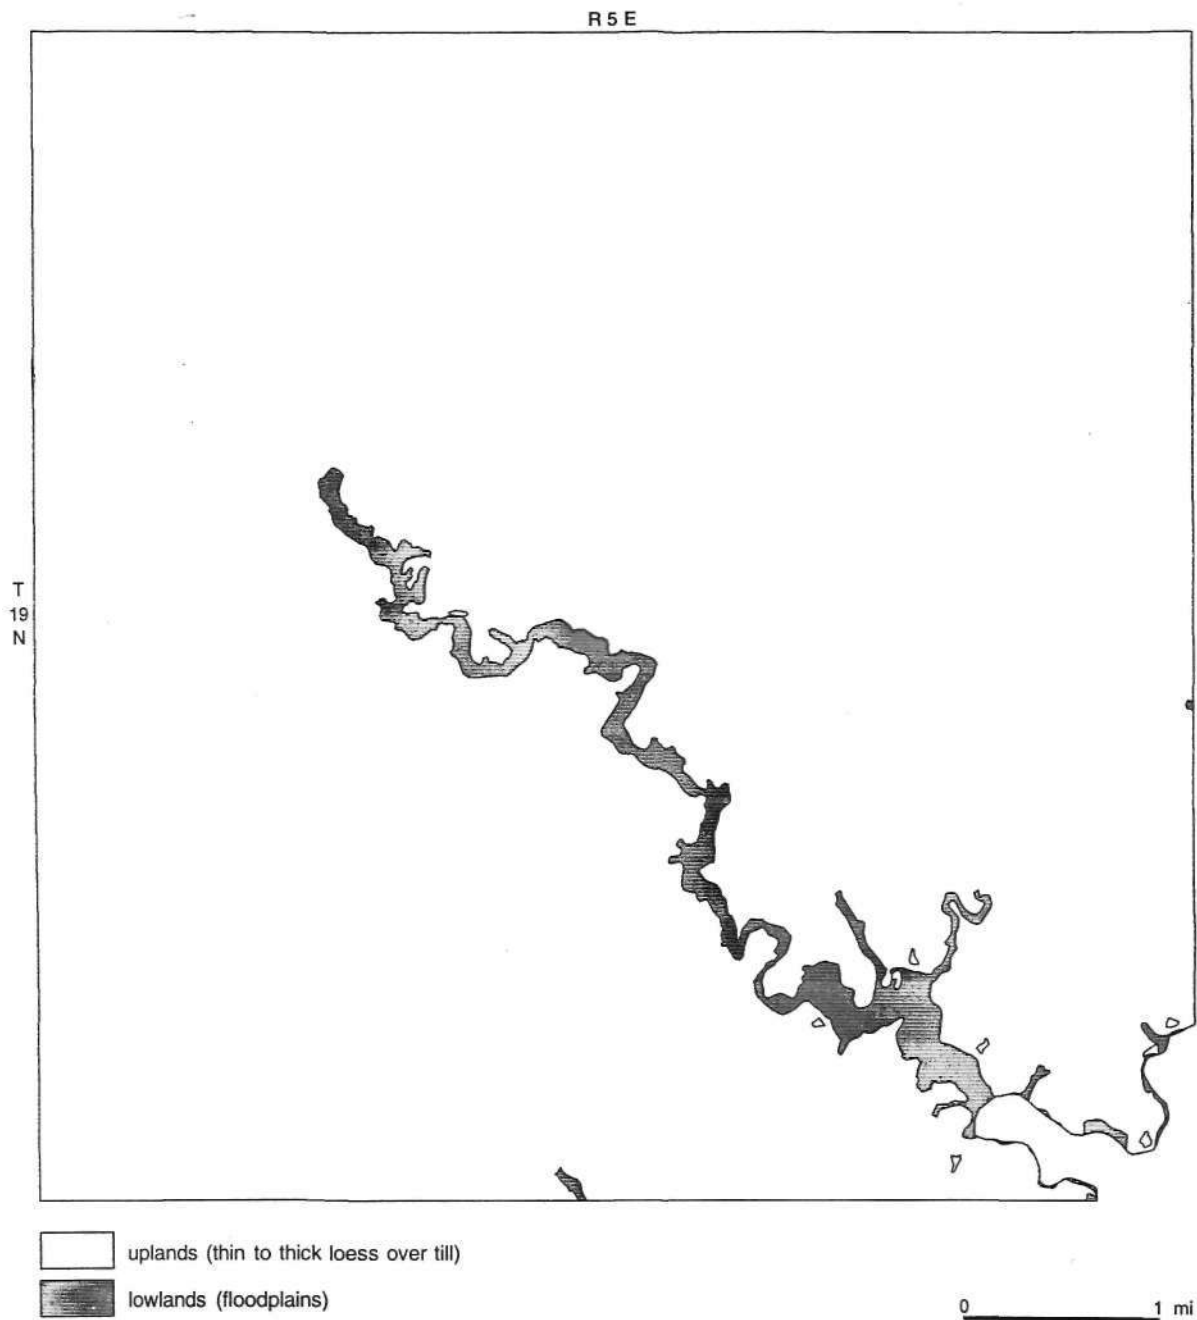 R 5 E
T
19
N
uplands (thin to thick loess over till)
lowlands (floodplains)
0 1 mi